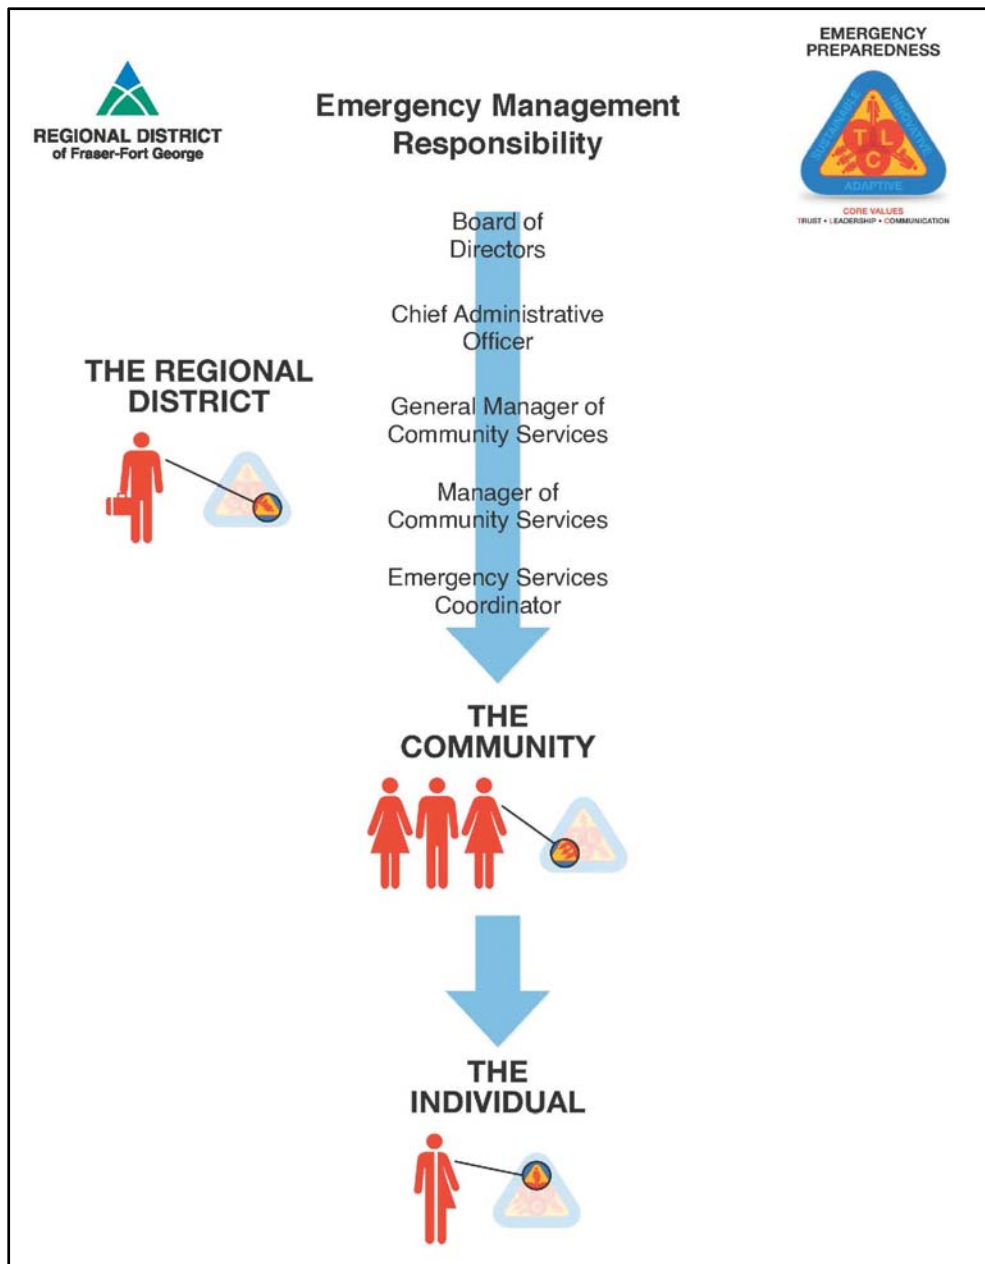 EMERGENCY
PREPAREDNESS
REGIONAL DISTRICT
of Fraser-Fort George
Emergency Management
Responsibility
SUSTAINABLE
INNOVATIVE
T L
C
ADAPTIVE
CORE VALUES
TRUST • LEADERSHIP • COMMUNICATION
Board of
Directors
Chief Administrative
Officer
THE REGIONAL
DISTRICT
General Manager of
Community Services
Manager of
Community Services
Emergency Services
Coordinator
THE
COMMUNITY
THE
INDIVIDUAL